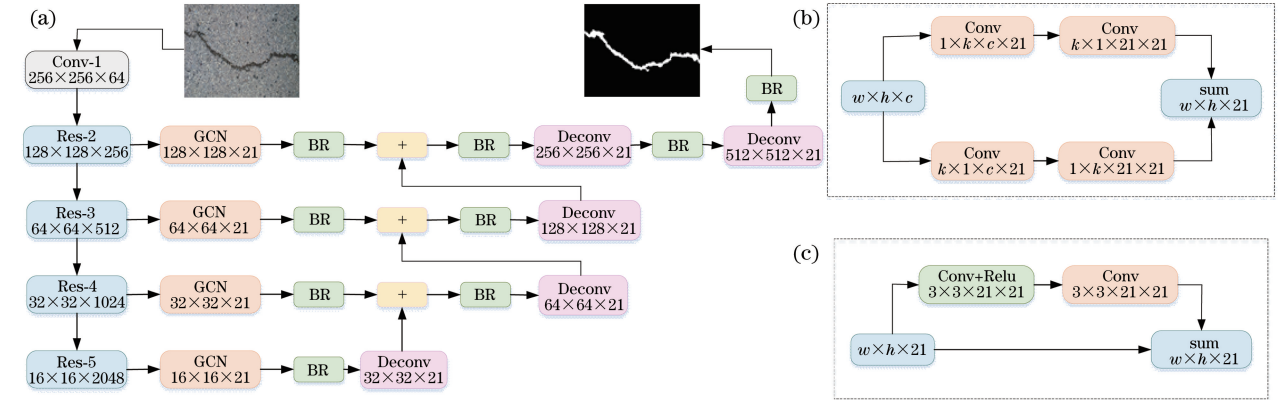 (a)
Conv-1
256×256×64
BR
Res-2
128×128×256
GCN
128×128×21
BR
+
BR
Deconv
256×256×21
BR
Deconv
512×512×21
Res-3
64×64×512
GCN
64×64×21
BR
+
BR
Deconv
128×128×21
Res-4
32×32×1024
GCN
32×32×21
BR
+
BR
Deconv
64×64×21
Res-5
16×16×2048
GCN
16×16×21
BR
Deconv
32×32×21
(b)
w×h×c
Conv
1×k×c×21
Conv
k×1×21×21
Conv
k×1×c×21
Conv
1×k×21×21
sum
w×h×21
(c)
w×h×21
Conv+Relu
3×3×21×21
Conv
3×3×21×21
sum
w×h×21